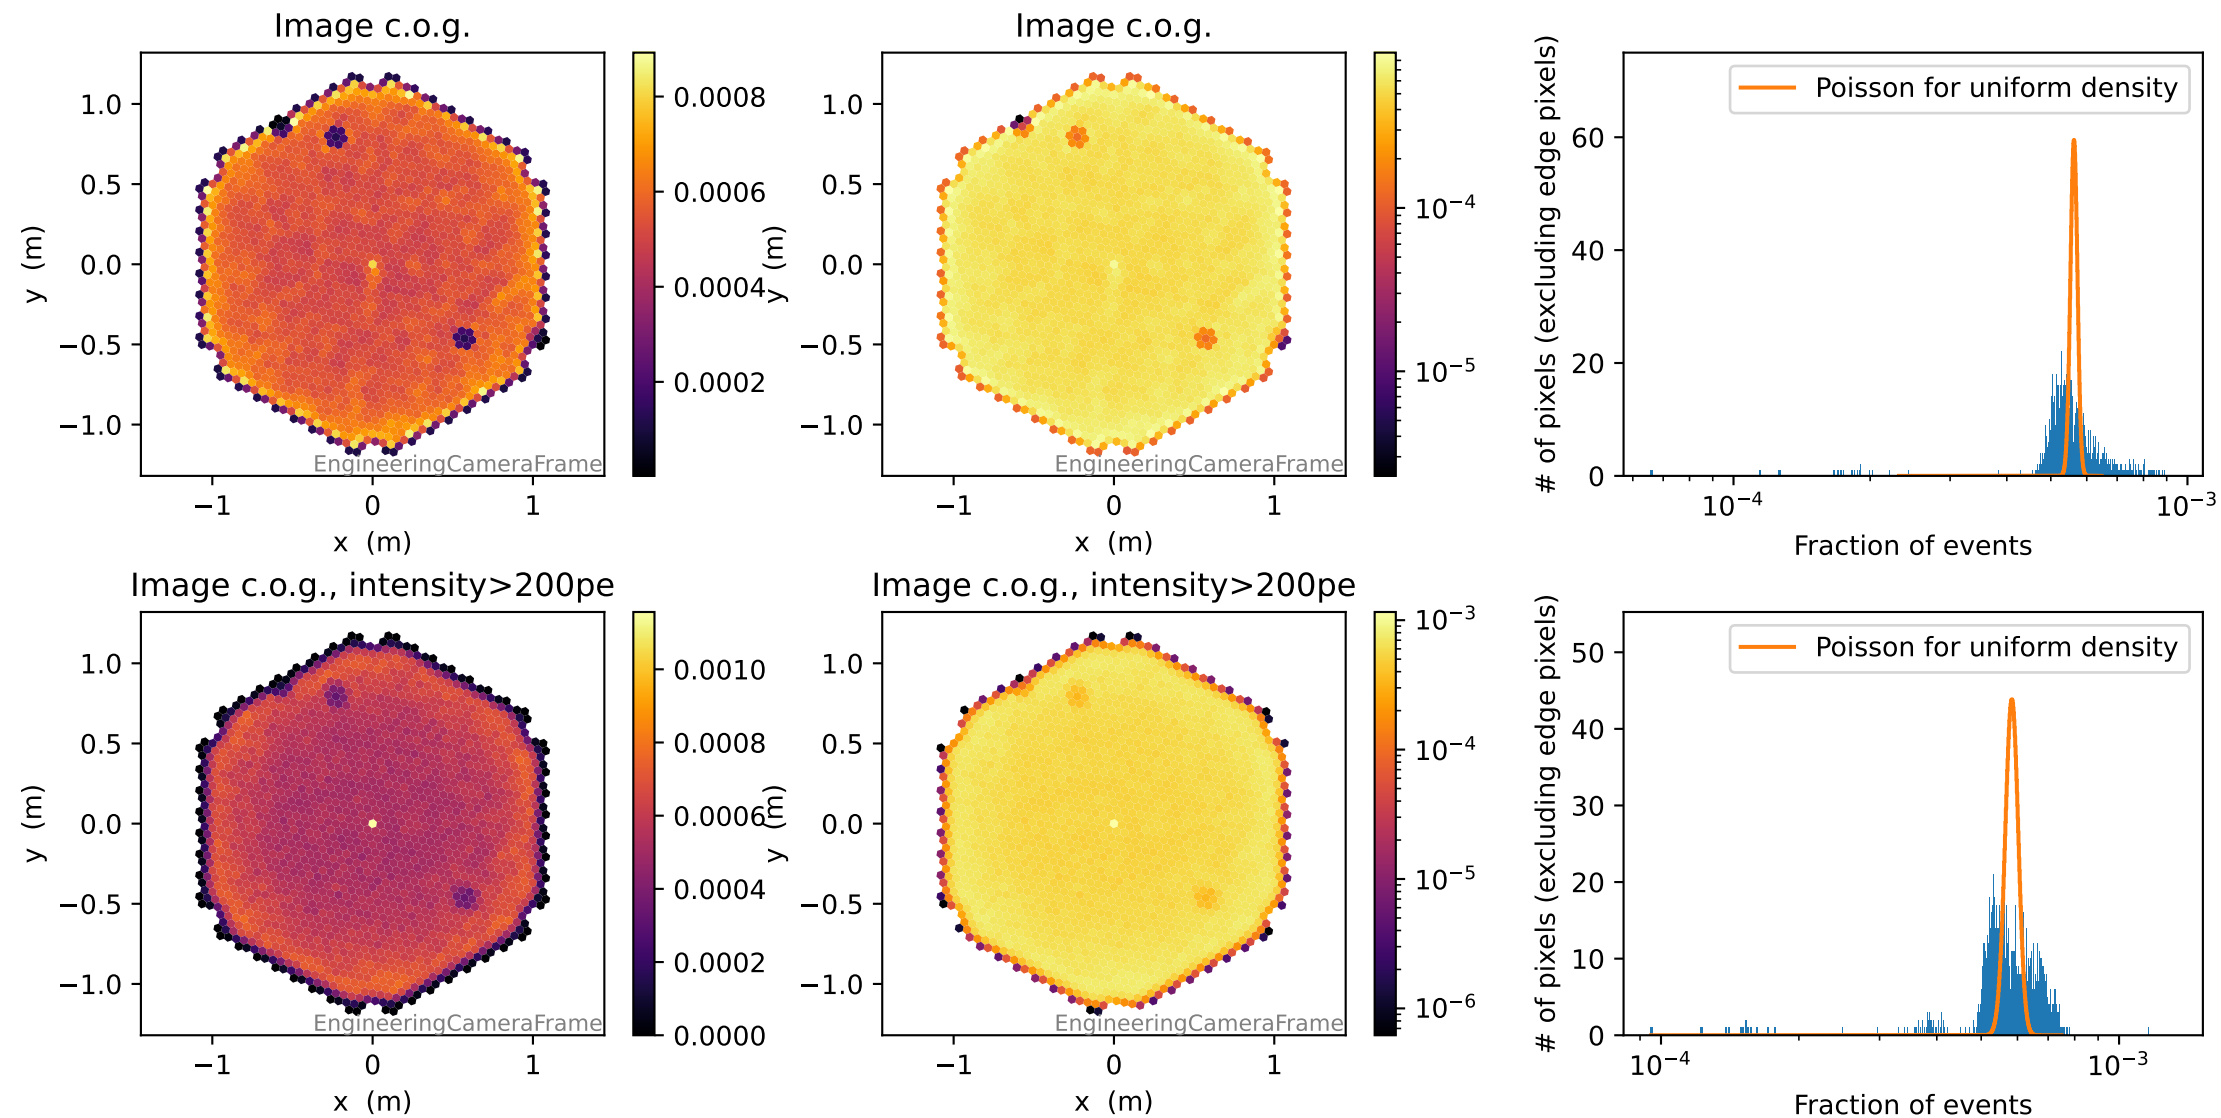 Image c.o.g.
1.0
0.5
0.0
−0.5
−1.0
y (m)
−1
0
1
x (m)
EngineeringCameraFrame
0.0008
0.0006
0.0004
0.0002
Image c.o.g.
1.0
0.5
0.0
−0.5
−1.0
y (m)
−1
0
1
x (m)
EngineeringCameraFrame
10⁻⁴
10⁻⁵
# of pixels (excluding edge pixels)
60
40
20
0
Poisson for uniform density
10⁻⁴
10⁻³
Fraction of events
Image c.o.g., intensity>200pe
1.0
0.5
0.0
−0.5
−1.0
y (m)
−1
0
1
x (m)
EngineeringCameraFrame
0.0010
0.0008
0.0006
0.0004
0.0002
0.0000
Image c.o.g., intensity>200pe
1.0
0.5
0.0
−0.5
−1.0
y (m)
−1
0
1
x (m)
EngineeringCameraFrame
10⁻³
10⁻⁴
10⁻⁵
10⁻⁶
# of pixels (excluding edge pixels)
50
40
30
20
10
0
Poisson for uniform density
10⁻⁴
10⁻³
Fraction of events